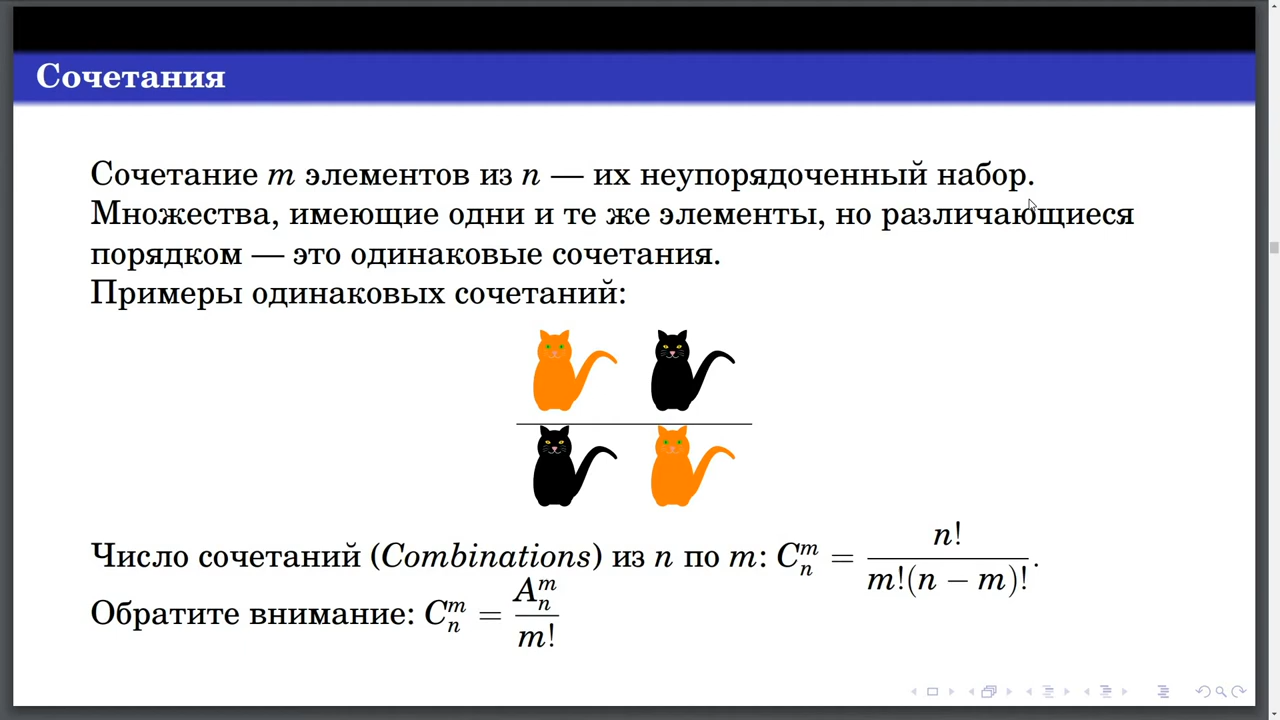 Сочетания
Сочетание m элементов из n — их неупорядоченный набор.
Множества, имеющие одни и те же элементы, но различающиеся
порядком — это одинаковые сочетания.
Примеры одинаковых сочетаний:
Число сочетаний (Combinations) из n по m: C_n^m = n! / m!(n − m)!.
Обратите внимание: C_n^m = A_n^m / m!